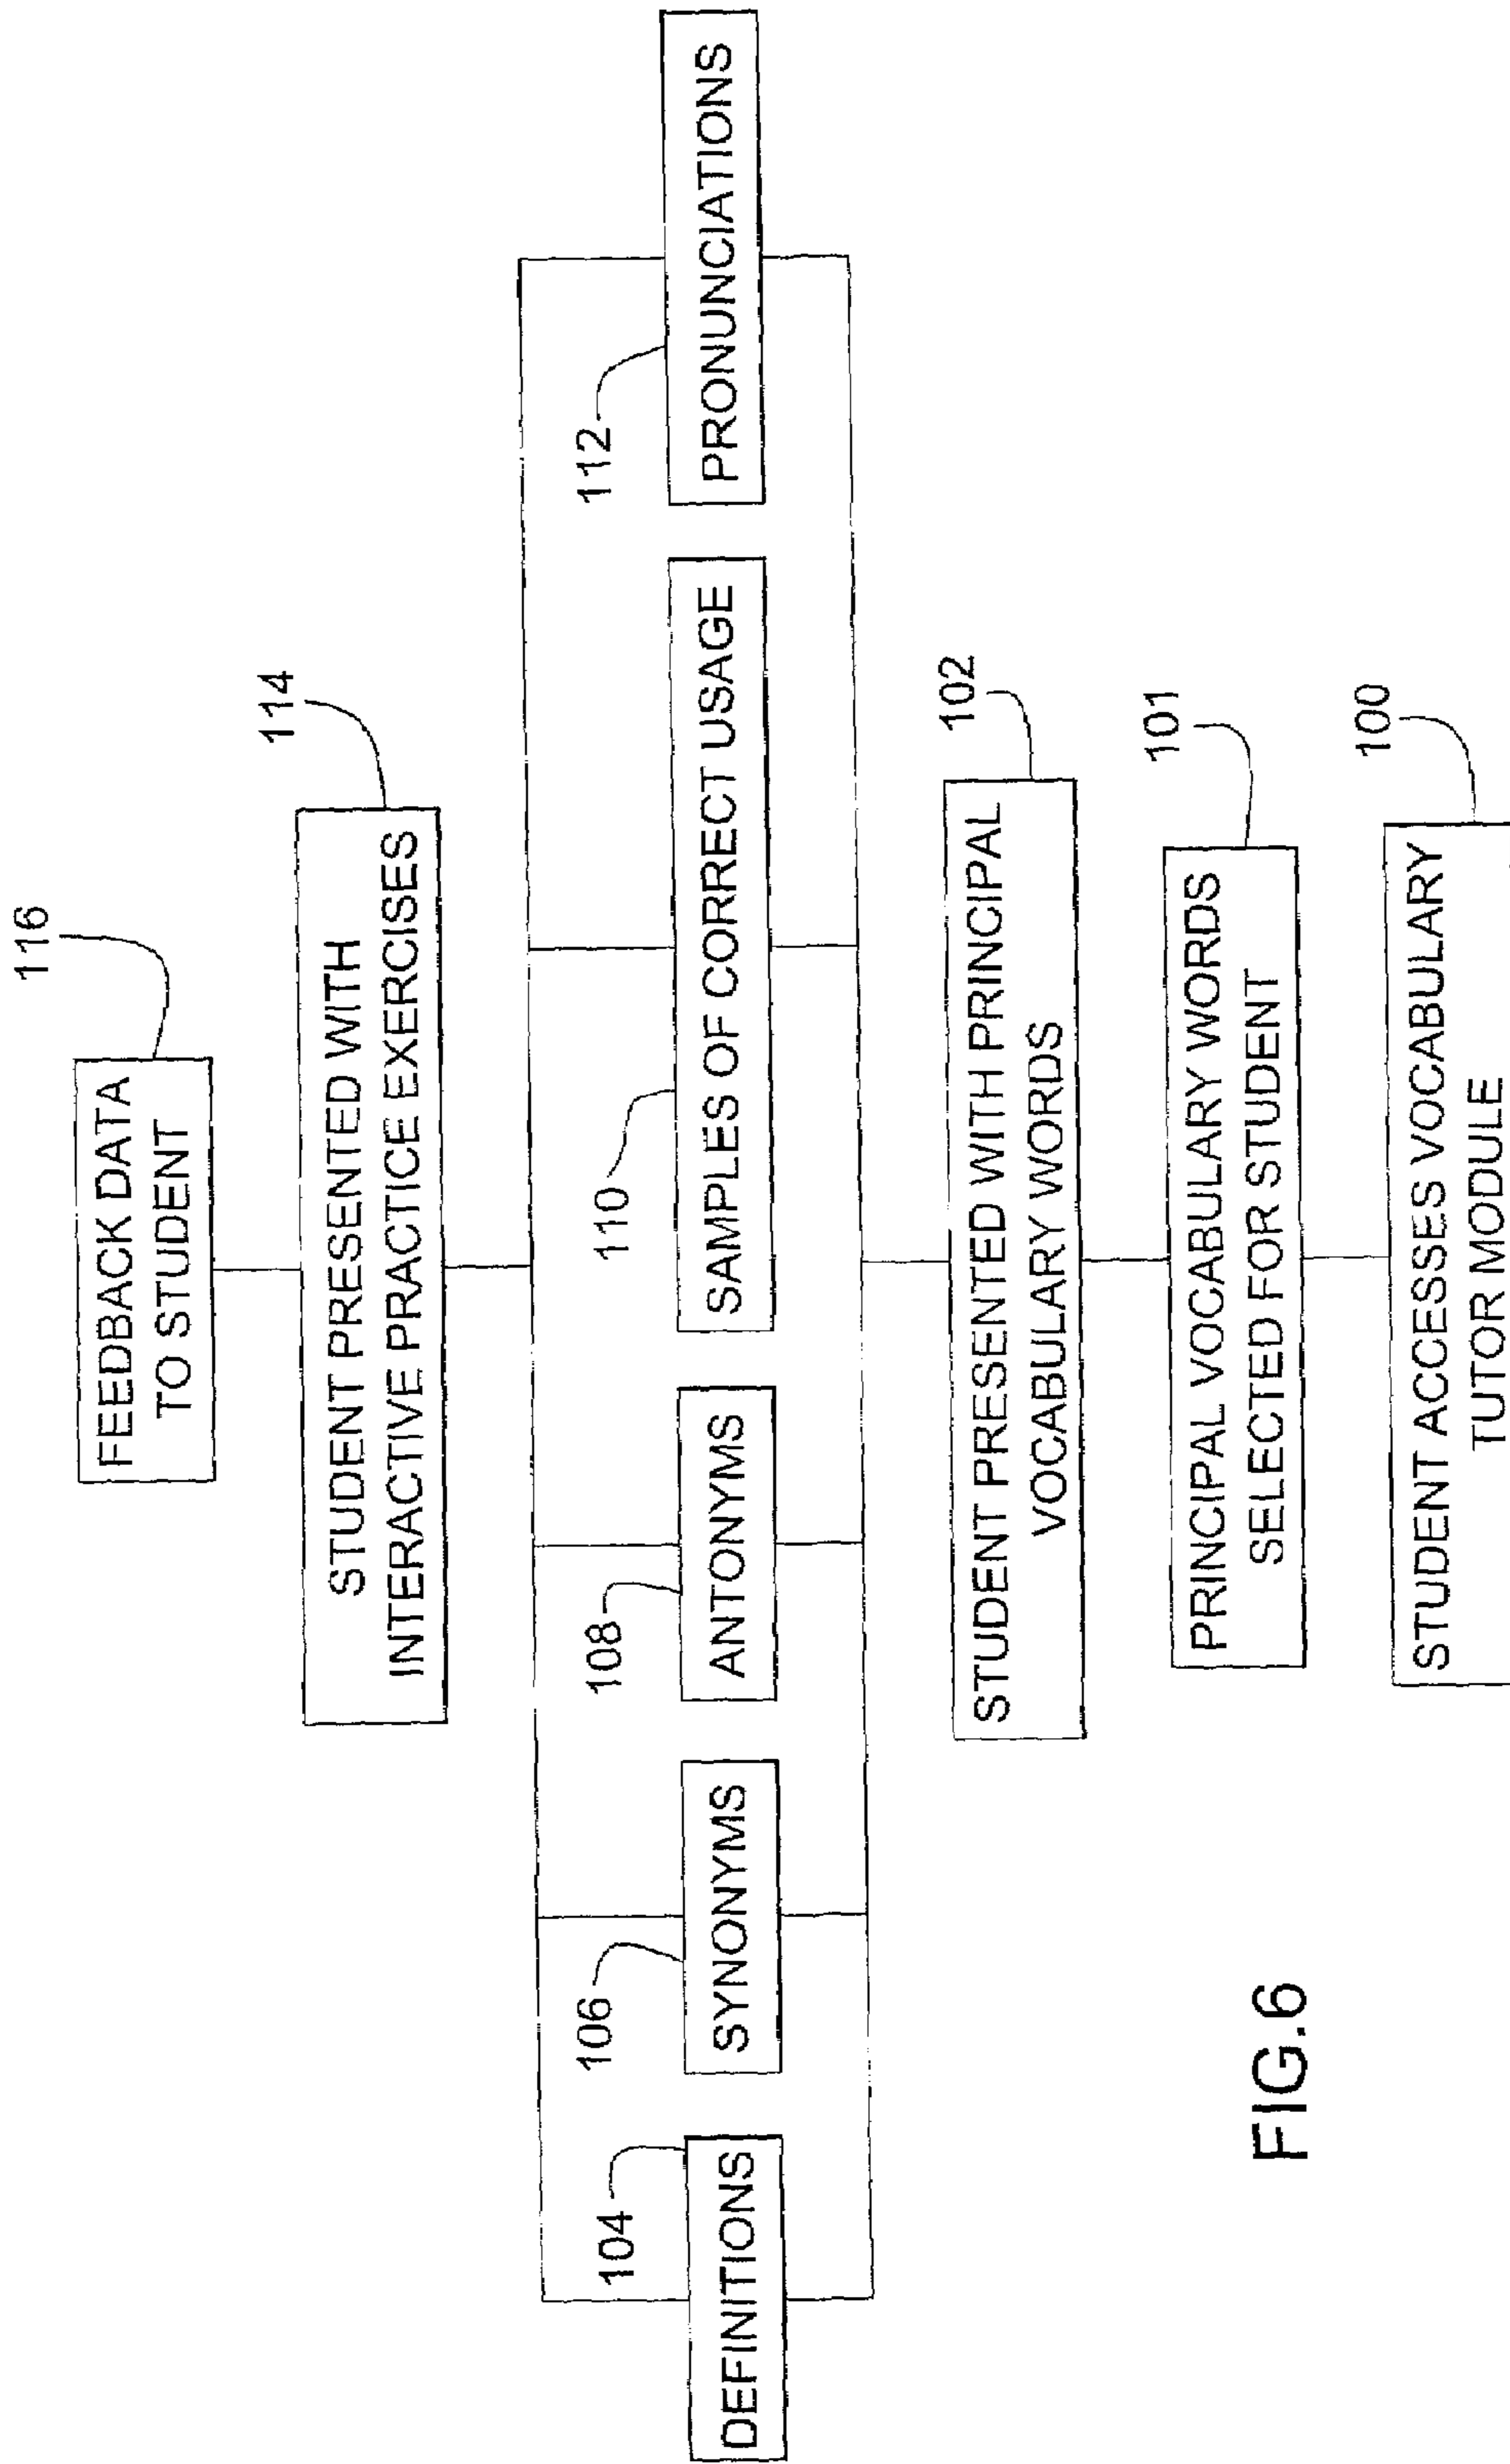 116
FEEDBACK DATA
TO STUDENT
114
STUDENT PRESENTED WITH
INTERACTIVE PRACTICE EXERCISES
104
DEFINITIONS
106
SYNONYMS
108
ANTONYMS
110
SAMPLES OF CORRECT USAGE
112
PRONUNCIATIONS
102
STUDENT PRESENTED WITH PRINCIPAL
VOCABULARY WORDS
101
PRINCIPAL VOCABULARY WORDS
SELECTED FOR STUDENT
100
STUDENT ACCESSES VOCABULARY
TUTOR MODULE
FIG.6